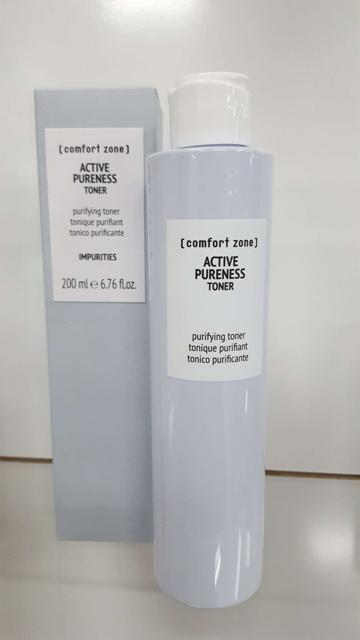 [comfort zone]
ACTIVE
PURENESS
TONER
purifying toner
tonique purifiant
tonico purificante
IMPURITIES
200 ml ℮ 6.76 fl.oz.
[comfort zone]
ACTIVE
PURENESS
TONER
purifying toner
tonique purifiant
tonico purificante